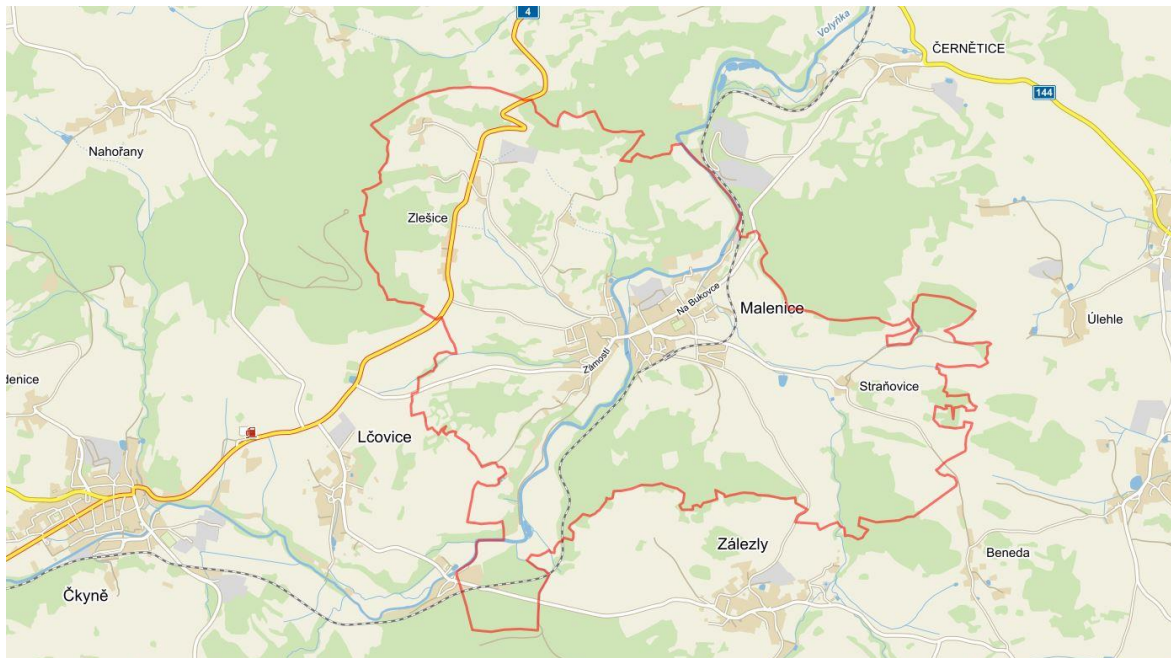 4
Volyňka
ČERNĚTICE
144
Nahořany
Zlešice
Na Bukovce
Malenice
Úlehle
Zámostí
denice
Straňovice
Lčovice
Zálezly
Beneda
Čkyně